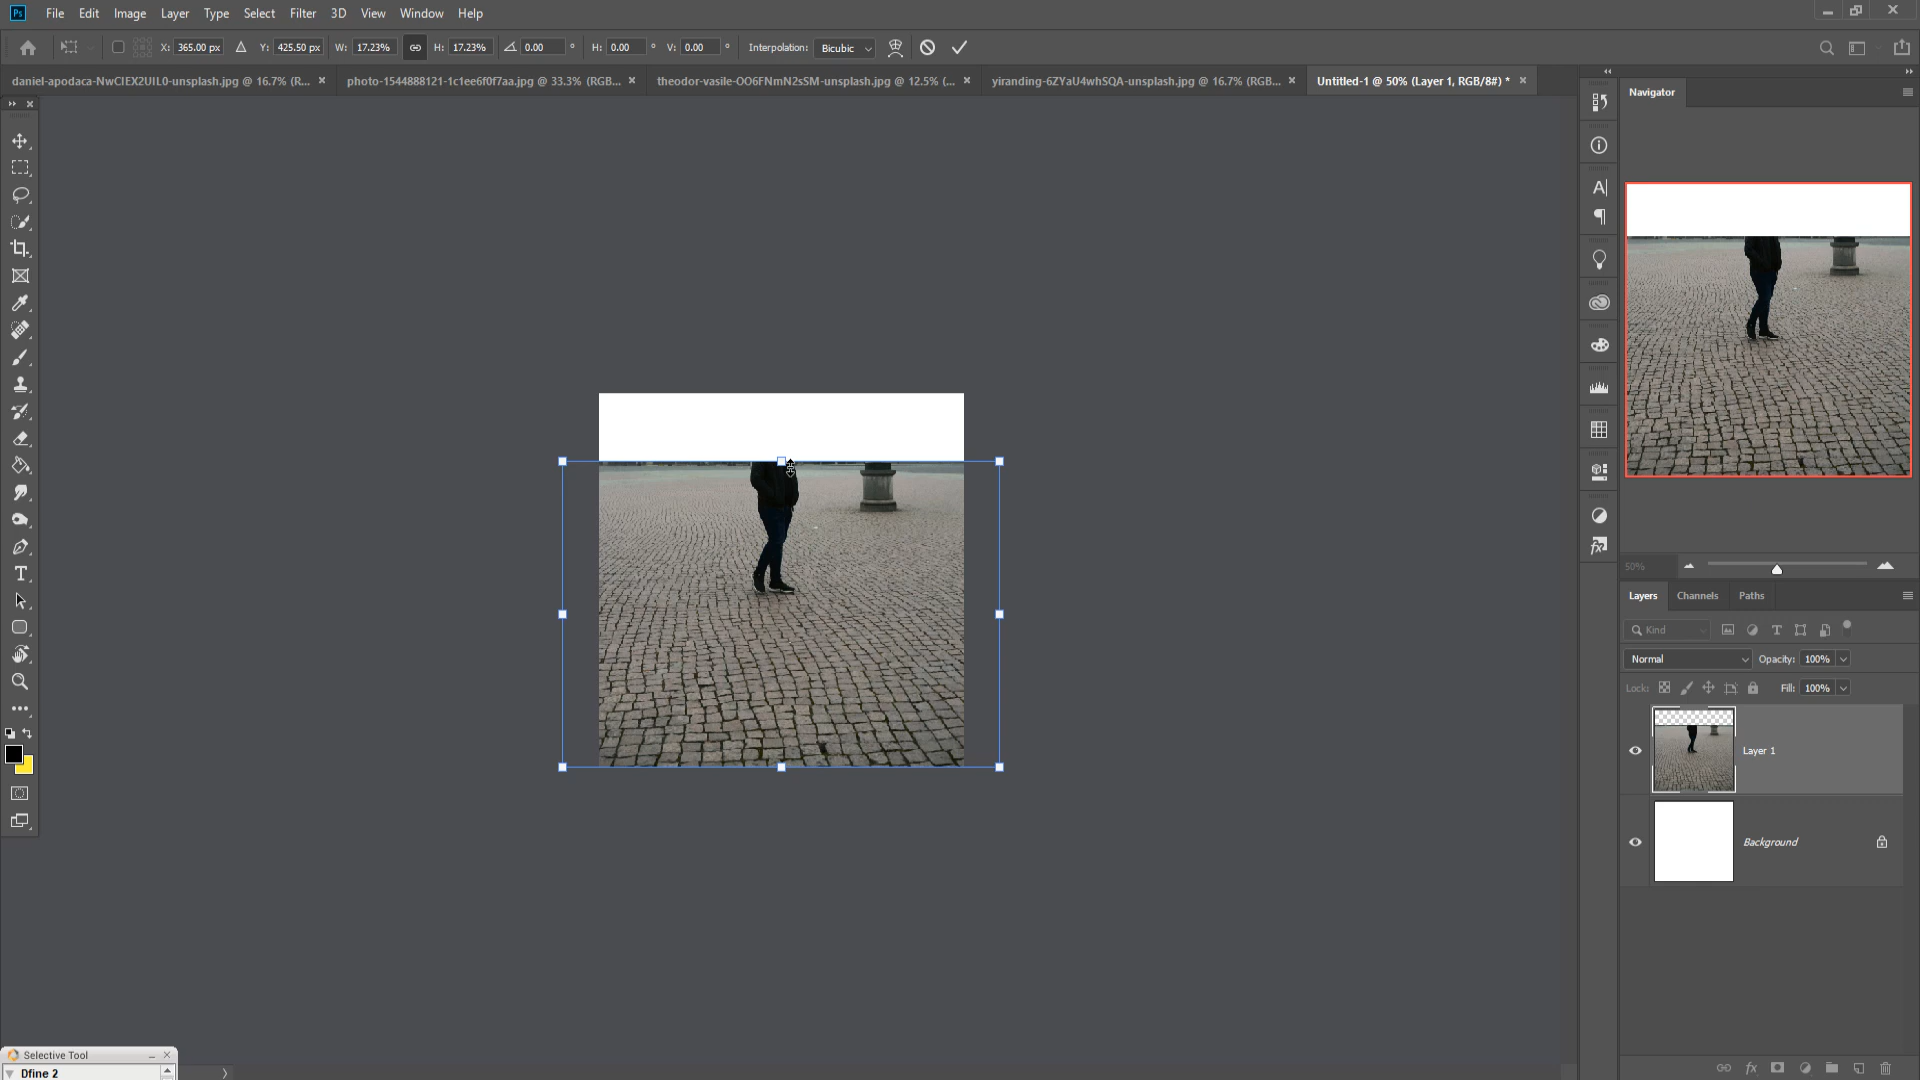 Ps File Edit Image Layer Type Select Filter 3D View Window Help
X: 365.00 px Y: 425.50 px W: 17.23% H: 17.23% 0.00 ° H: 0.00 ° V: 0.00 ° Interpolation: Bicubic
daniel-apodaca-NwCIEX2UIL0-unsplash.jpg @ 16.7% (R... photo-1544888121-1c1ee6f0f7aa.jpg @ 33.3% (RGB... theodor-vasile-OO6FNmN2sSM-unsplash.jpg @ 12.5% (... yiranding-6ZYaU4whSQA-unsplash.jpg @ 16.7% (RGB... Untitled-1 @ 50% (Layer 1, RGB/8#) *
Navigator
50%
Layers Channels Paths
Kind
Normal Opacity: 100%
Lock: Fill: 100%
Layer 1
Background
Selective Tool
Dfine 2